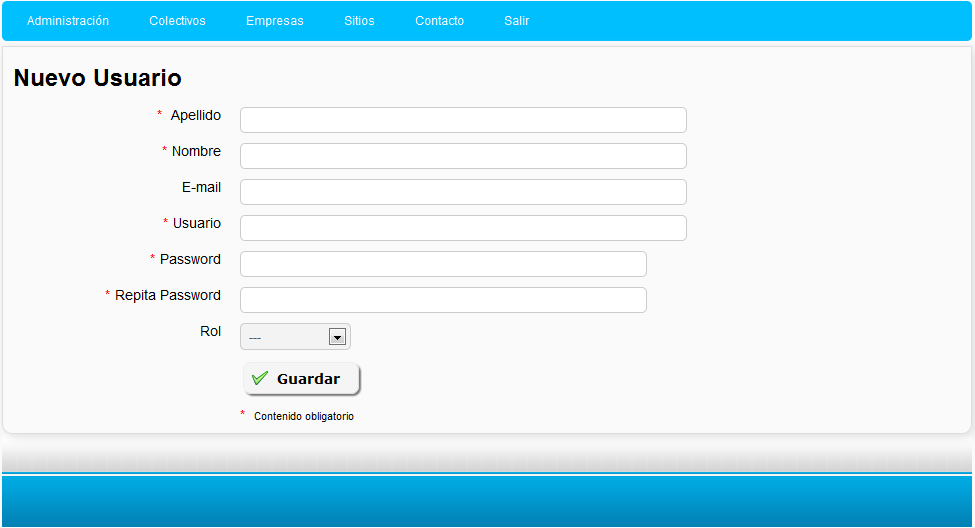 Administración Colectivos Empresas Sitios Contacto Salir
Nuevo Usuario
* Apellido
* Nombre
E-mail
* Usuario
* Password
* Repita Password
Rol ---
Guardar
* Contenido obligatorio